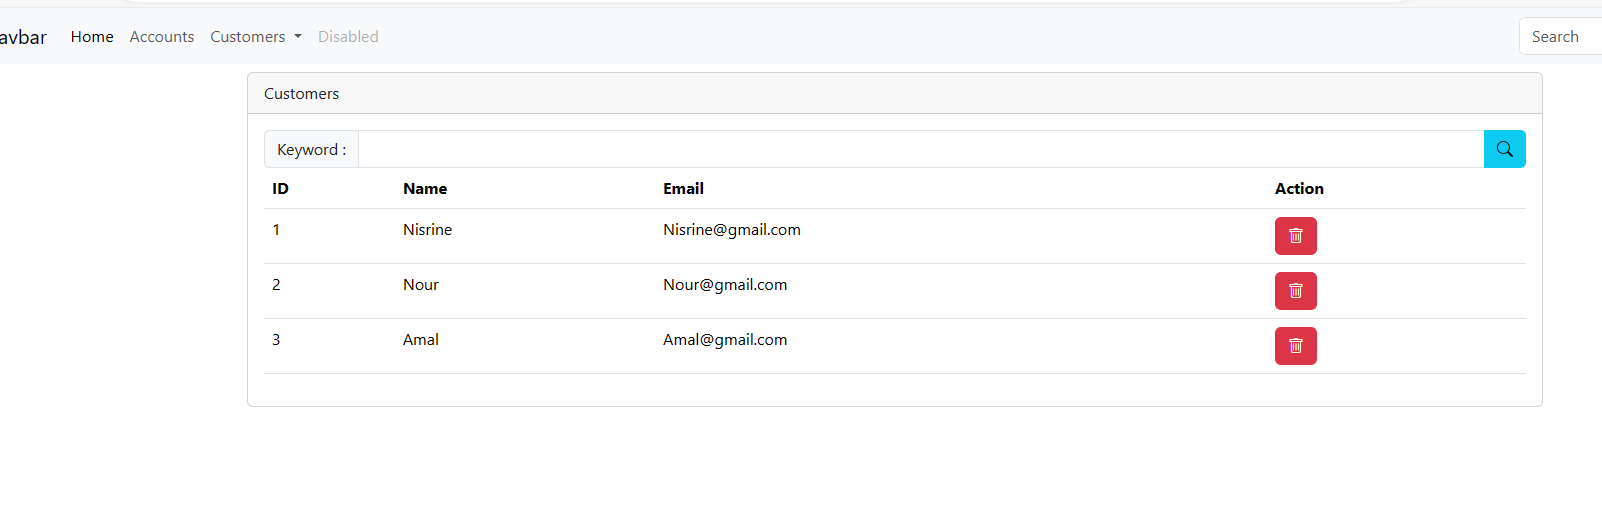 avbar Home Accounts Customers Disabled Search
Customers
Keyword :
ID Name Email Action
1 Nisrine Nisrine@gmail.com
2 Nour Nour@gmail.com
3 Amal Amal@gmail.com